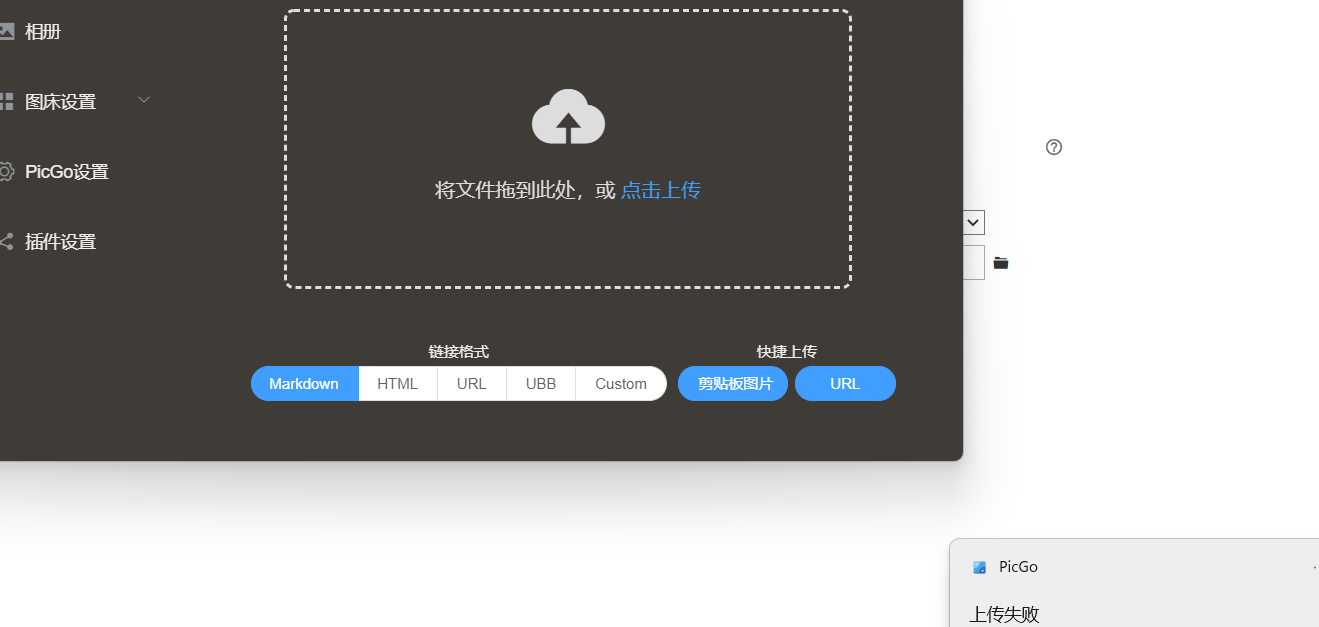 相册
图床设置
PicGo设置
插件设置
将文件拖到此处，或 点击上传
链接格式
快捷上传
Markdown HTML URL UBB Custom 剪贴板图片 URL
PicGo
上传失败